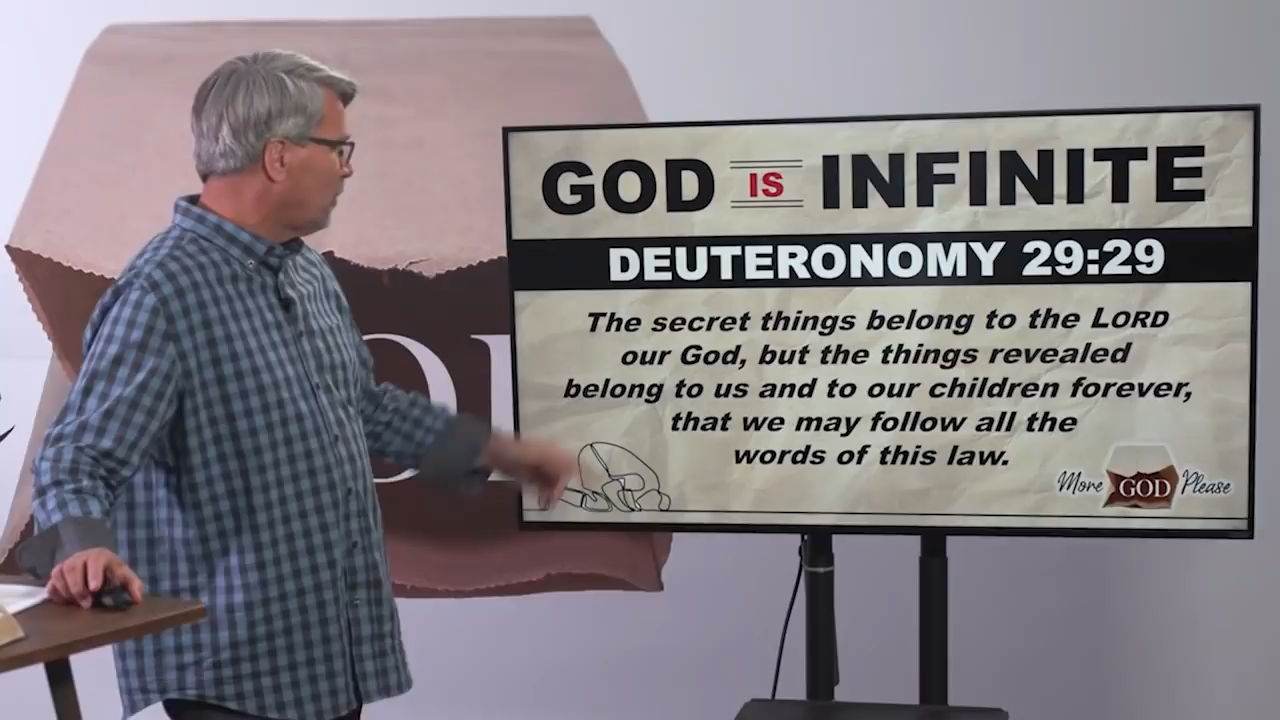 GOD IS INFINITE
DEUTERONOMY 29:29
The secret things belong to the LORD
our God, but the things revealed
belong to us and to our children forever,
that we may follow all the
words of this law.
More GOD Please